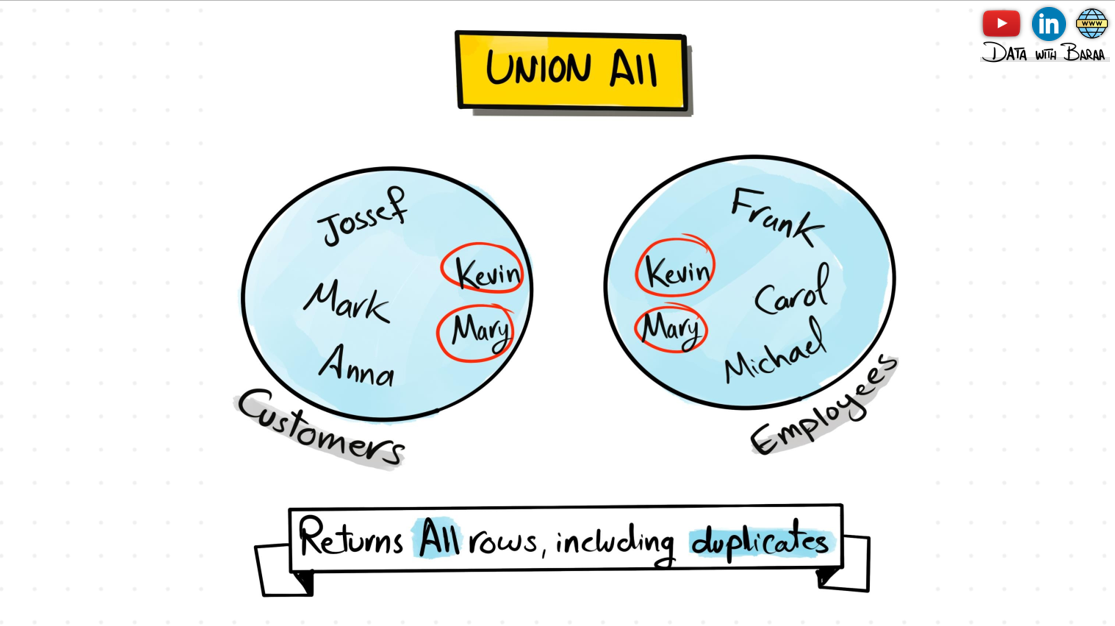 WWW
DATA WITH BARAA
UNION All
Jossef
Kevin
Mark
Mary
Anna
Customers
Frank
Kevin
Carol
Mary
Michael
Employees
Returns All rows, including duplicates